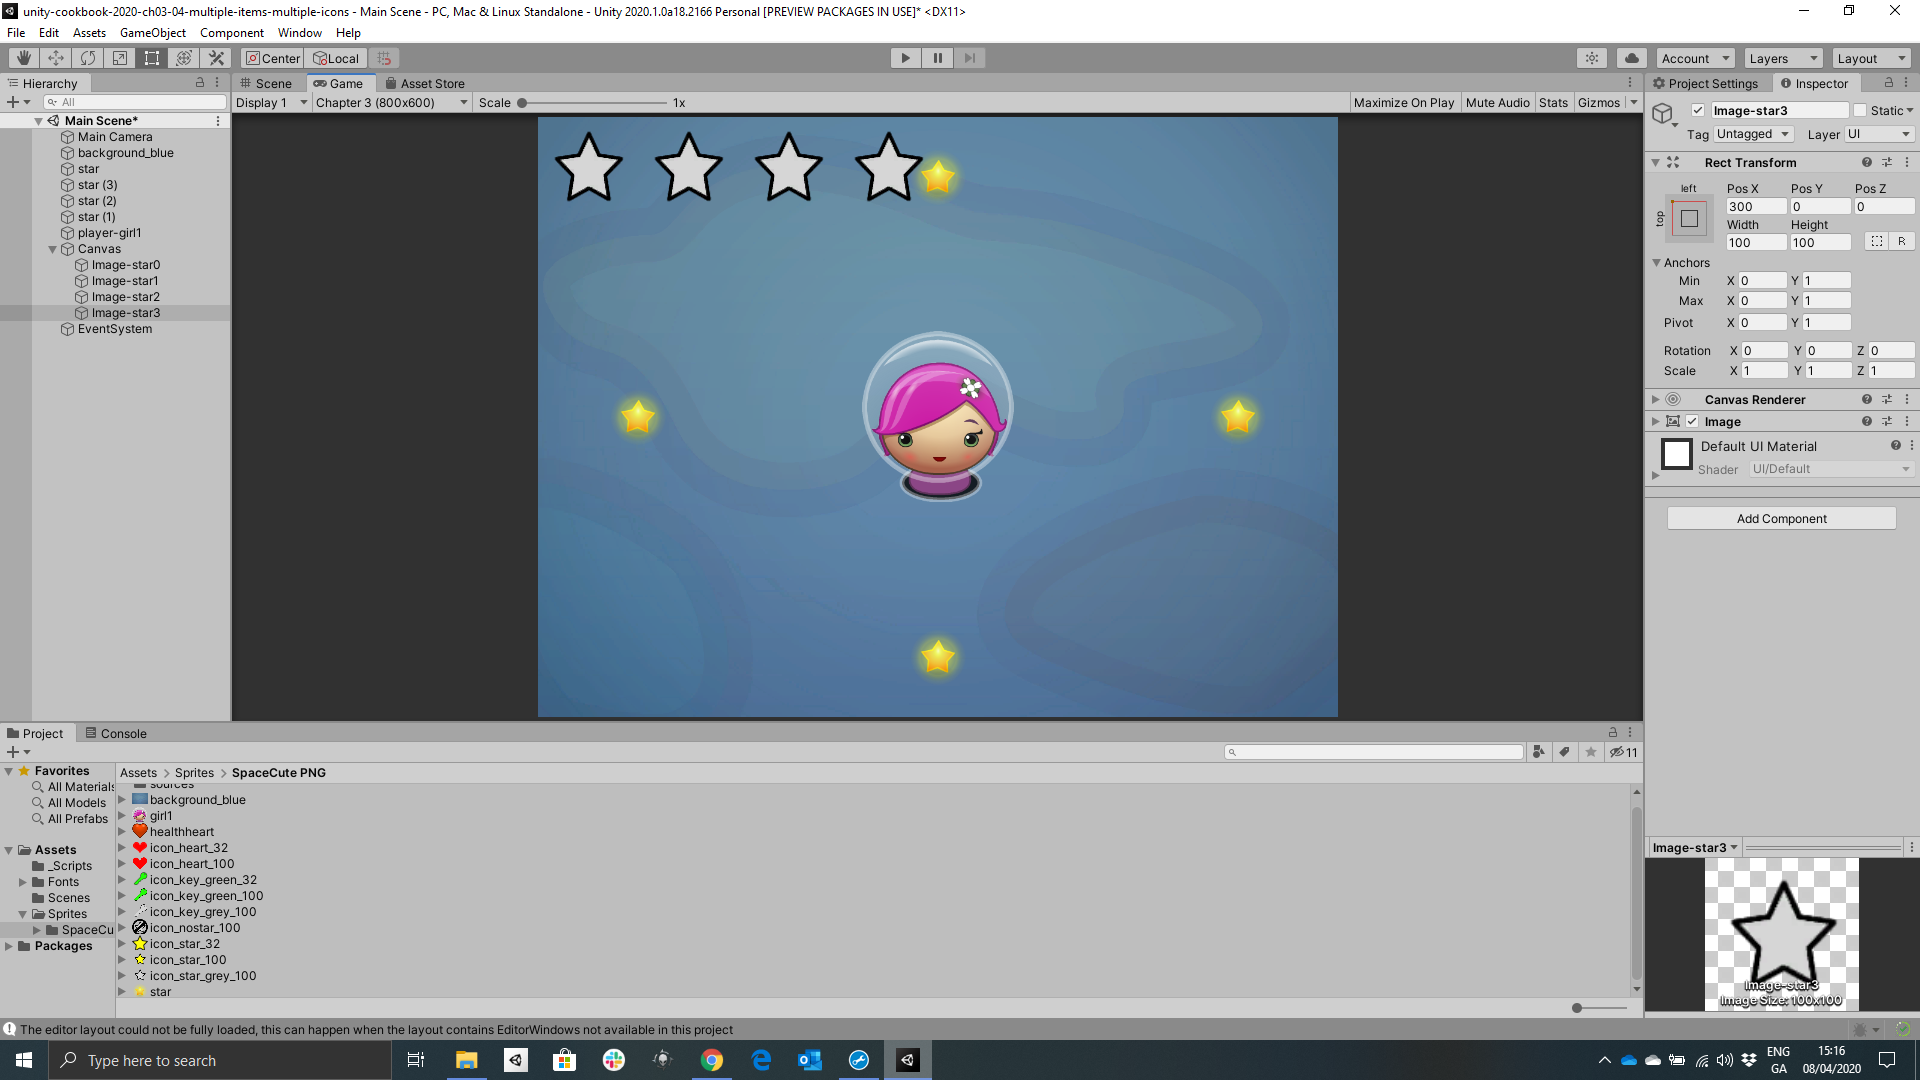 unity-cookbook-2020-ch03-04-multiple-items-multiple-icons - Main Scene - PC, Mac & Linux Standalone - Unity 2020.1.0a18.2166 Personal [PREVIEW PACKAGES IN USE]* <DX11>
File Edit Assets GameObject Component Window Help
Center Local Account Layers Layout
Hierarchy Scene Game Asset Store Project Settings Inspector
All Display 1 Chapter 3 (800x600) Scale 1x Maximize On Play Mute Audio Stats Gizmos
Main Scene*
Main Camera
background_blue
star
star (3)
star (2)
star (1)
player-girl1
Canvas
Image-star0
Image-star1
Image-star2
Image-star3
EventSystem
Image-star3 Static
Tag Untagged Layer UI
Rect Transform
left Pos X Pos Y Pos Z
top 300 0 0
Width Height
100 100 R
Anchors
Min X 0 Y 1
Max X 0 Y 1
Pivot X 0 Y 1
Rotation X 0 Y 0 Z 0
Scale X 1 Y 1 Z 1
Canvas Renderer
Image
Default UI Material
Shader UI/Default
Add Component
Project Console
11
Favorites
All Materials
All Models
All Prefabs
Assets
_Scripts
Fonts
Scenes
Sprites
SpaceCu
Packages
Assets > Sprites > SpaceCute PNG
sources
background_blue
girl1
healthheart
icon_heart_32
icon_heart_100
icon_key_green_32
icon_key_green_100
icon_key_grey_100
icon_nostar_100
icon_star_32
icon_star_100
icon_star_grey_100
star
Image-star3
Image-star3
Image Size: 100x100
The editor layout could not be fully loaded, this can happen when the layout contains EditorWindows not available in this project
Type here to search
ENG
GA
15:16
08/04/2020